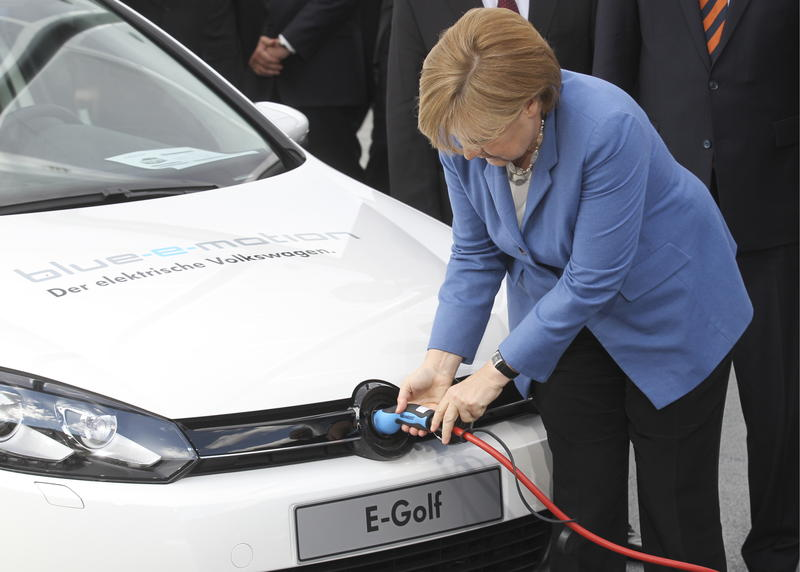 blue-e-motion
Der elektrische Volkswagen.
E-Golf